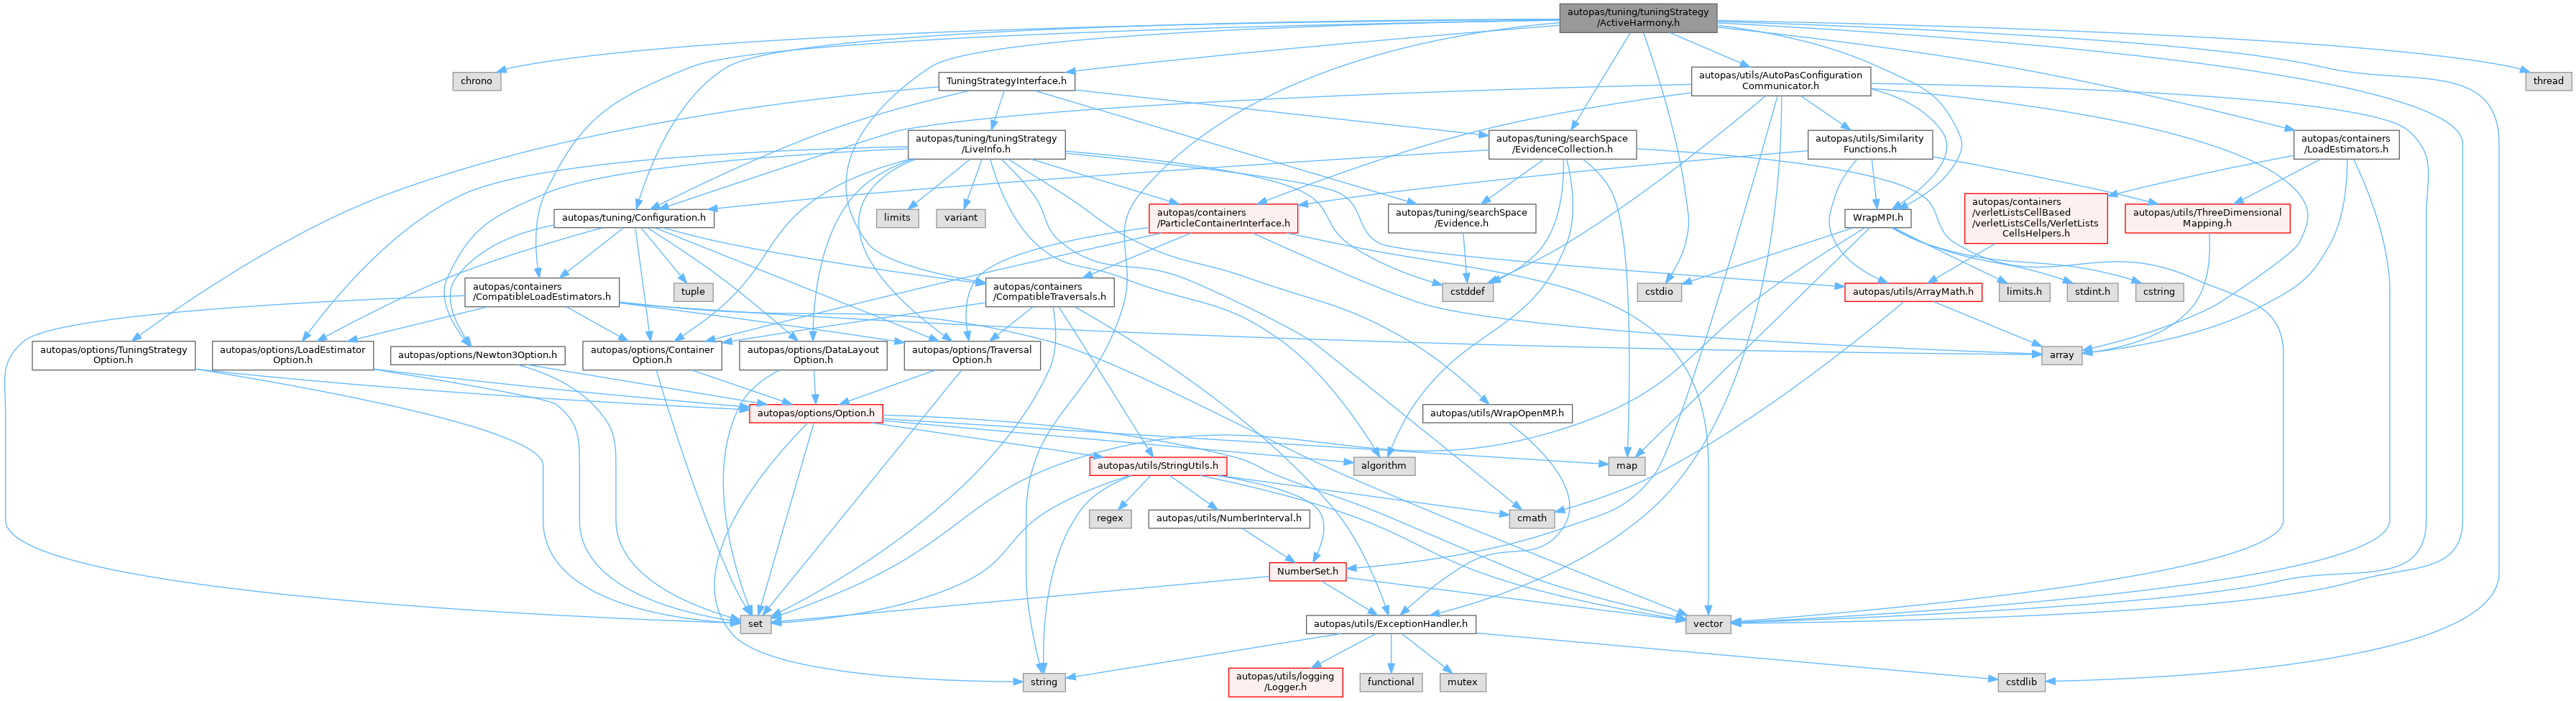 autopas/tuning/tuningStrategy
/ActiveHarmony.h
chrono
TuningStrategyInterface.h
autopas/utils/AutoPasConfiguration
Communicator.h
thread
autopas/tuning/tuningStrategy
/LiveInfo.h
autopas/tuning/searchSpace
/EvidenceCollection.h
autopas/utils/Similarity
Functions.h
autopas/containers
/LoadEstimators.h
autopas/tuning/Configuration.h
limits
variant
autopas/containers
/ParticleContainerInterface.h
autopas/tuning/searchSpace
/Evidence.h
WrapMPI.h
autopas/containers
/verletListsCellBased
/verletListsCells/VerletLists
CellsHelpers.h
autopas/utils/ThreeDimensional
Mapping.h
autopas/containers
/CompatibleLoadEstimators.h
tuple
autopas/containers
/CompatibleTraversals.h
cstddef
cstdio
autopas/utils/ArrayMath.h
limits.h
stdint.h
cstring
autopas/options/TuningStrategy
Option.h
autopas/options/LoadEstimator
Option.h
autopas/options/Newton3Option.h
autopas/options/Container
Option.h
autopas/options/DataLayout
Option.h
autopas/options/Traversal
Option.h
array
autopas/options/Option.h
autopas/utils/WrapOpenMP.h
autopas/utils/StringUtils.h
algorithm
map
regex
autopas/utils/NumberInterval.h
cmath
NumberSet.h
set
autopas/utils/ExceptionHandler.h
vector
string
autopas/utils/logging
/Logger.h
functional
mutex
cstdlib